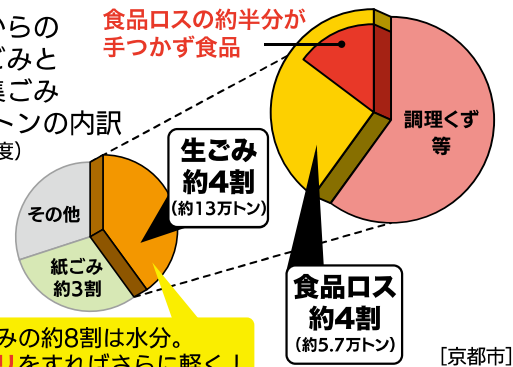 食品ロスの約半分が
手つかず食品
からの
ごみと
集ごみ
トンの内訳
度）
調理くず
等
生ごみ
約4割
（約13万トン）
その他
紙ごみ
約3割
食品ロス
約4割
（約5.7万トン）
みの約8割は水分。
リをすればさらに軽く！
［京都市］